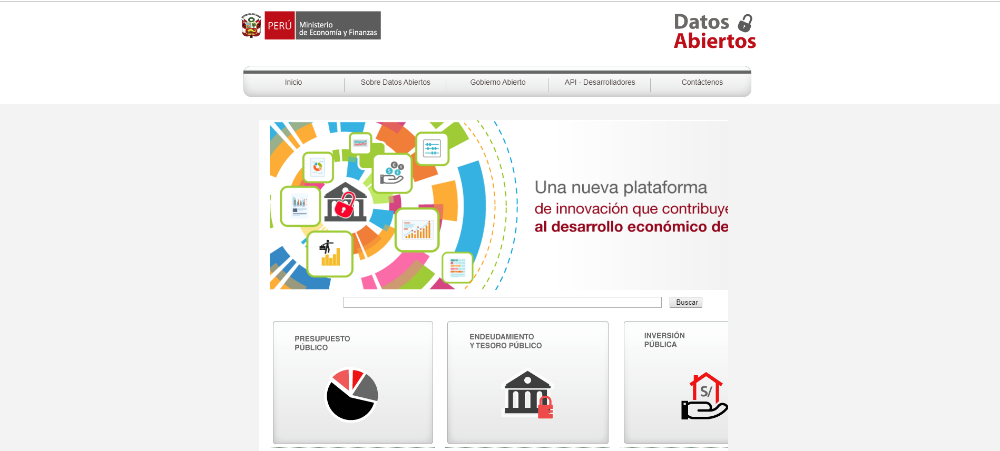 PERÚ
Ministerio
de Economía y Finanzas
Datos
Abiertos
Inicio
Sobre Datos Abiertos
Gobierno Abierto
API - Desarrolladores
Contáctenos
Una nueva plataforma
de innovación que contribuye
al desarrollo económico de
Buscar
PRESUPUESTO
PÚBLICO
ENDEUDAMIENTO
Y TESORO PÚBLICO
INVERSIÓN
PÚBLICA
S/